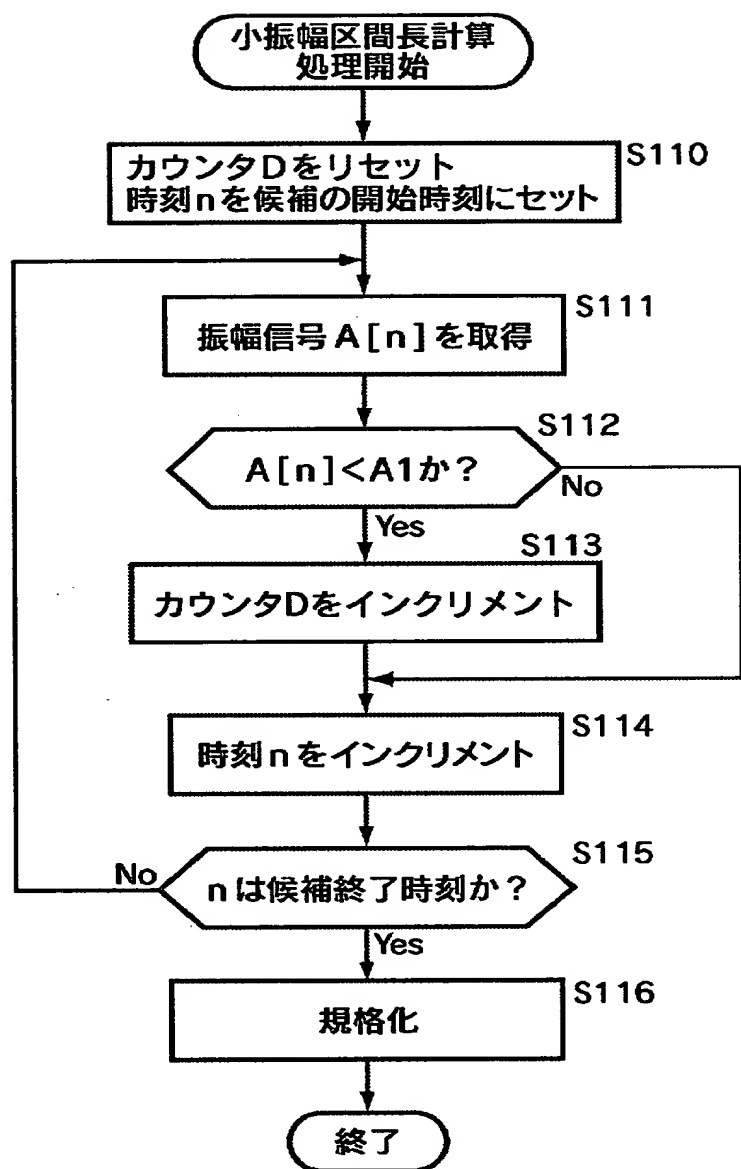 小振幅区間長計算
処理開始
S110
カウンタDをリセット
時刻nを候補の開始時刻にセット
S111
振幅信号A[n]を取得
S112
A[n]<A1か?
No
Yes
S113
カウンタDをインクリメント
S114
時刻nをインクリメント
S115
No
nは候補終了時刻か?
Yes
S116
規格化
終了